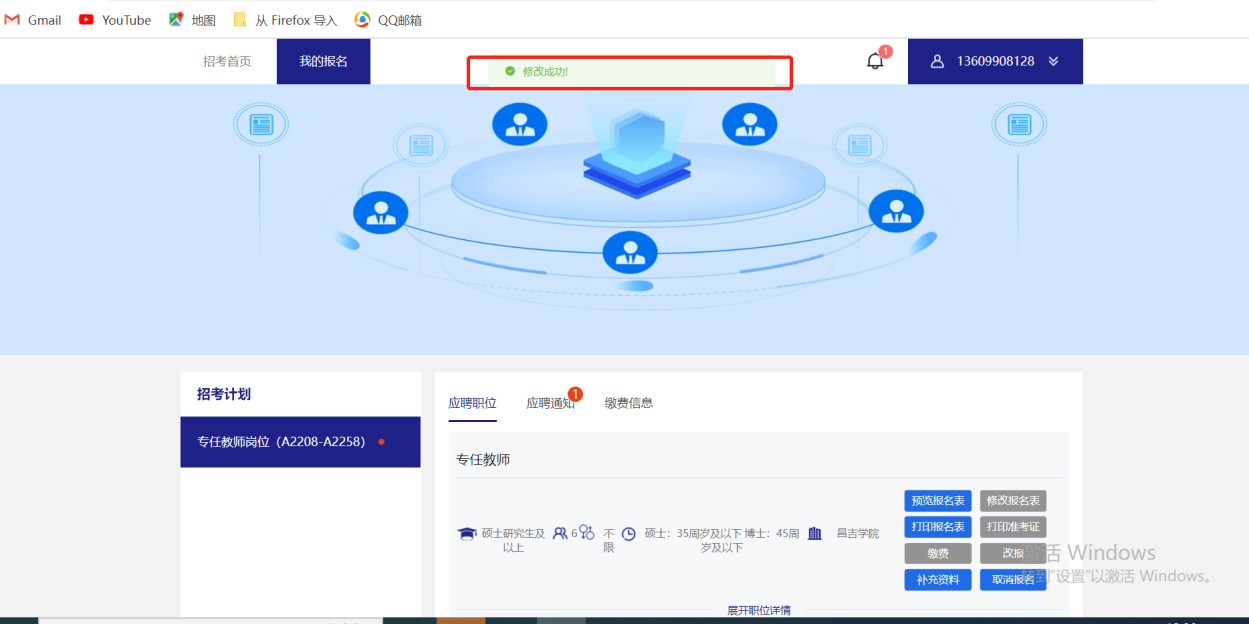 Gmail YouTube 地图 从 Firefox 导入 QQ邮箱
招考首页 我的报名 修改成功! 1 13609908128
招考计划
专任教师岗位（A2208-A2258）
应聘职位 应聘通知 1 缴费信息
专任教师
硕士研究生及以上 6 不限 硕士：35周岁及以下 博士：45周岁及以下 昌吉学院
预览报名表 修改报名表
打印报名表 打印准考证
缴费 改报
补充资料 取消报名
激活 Windows
转到“设置”以激活 Windows。
展开职位详情